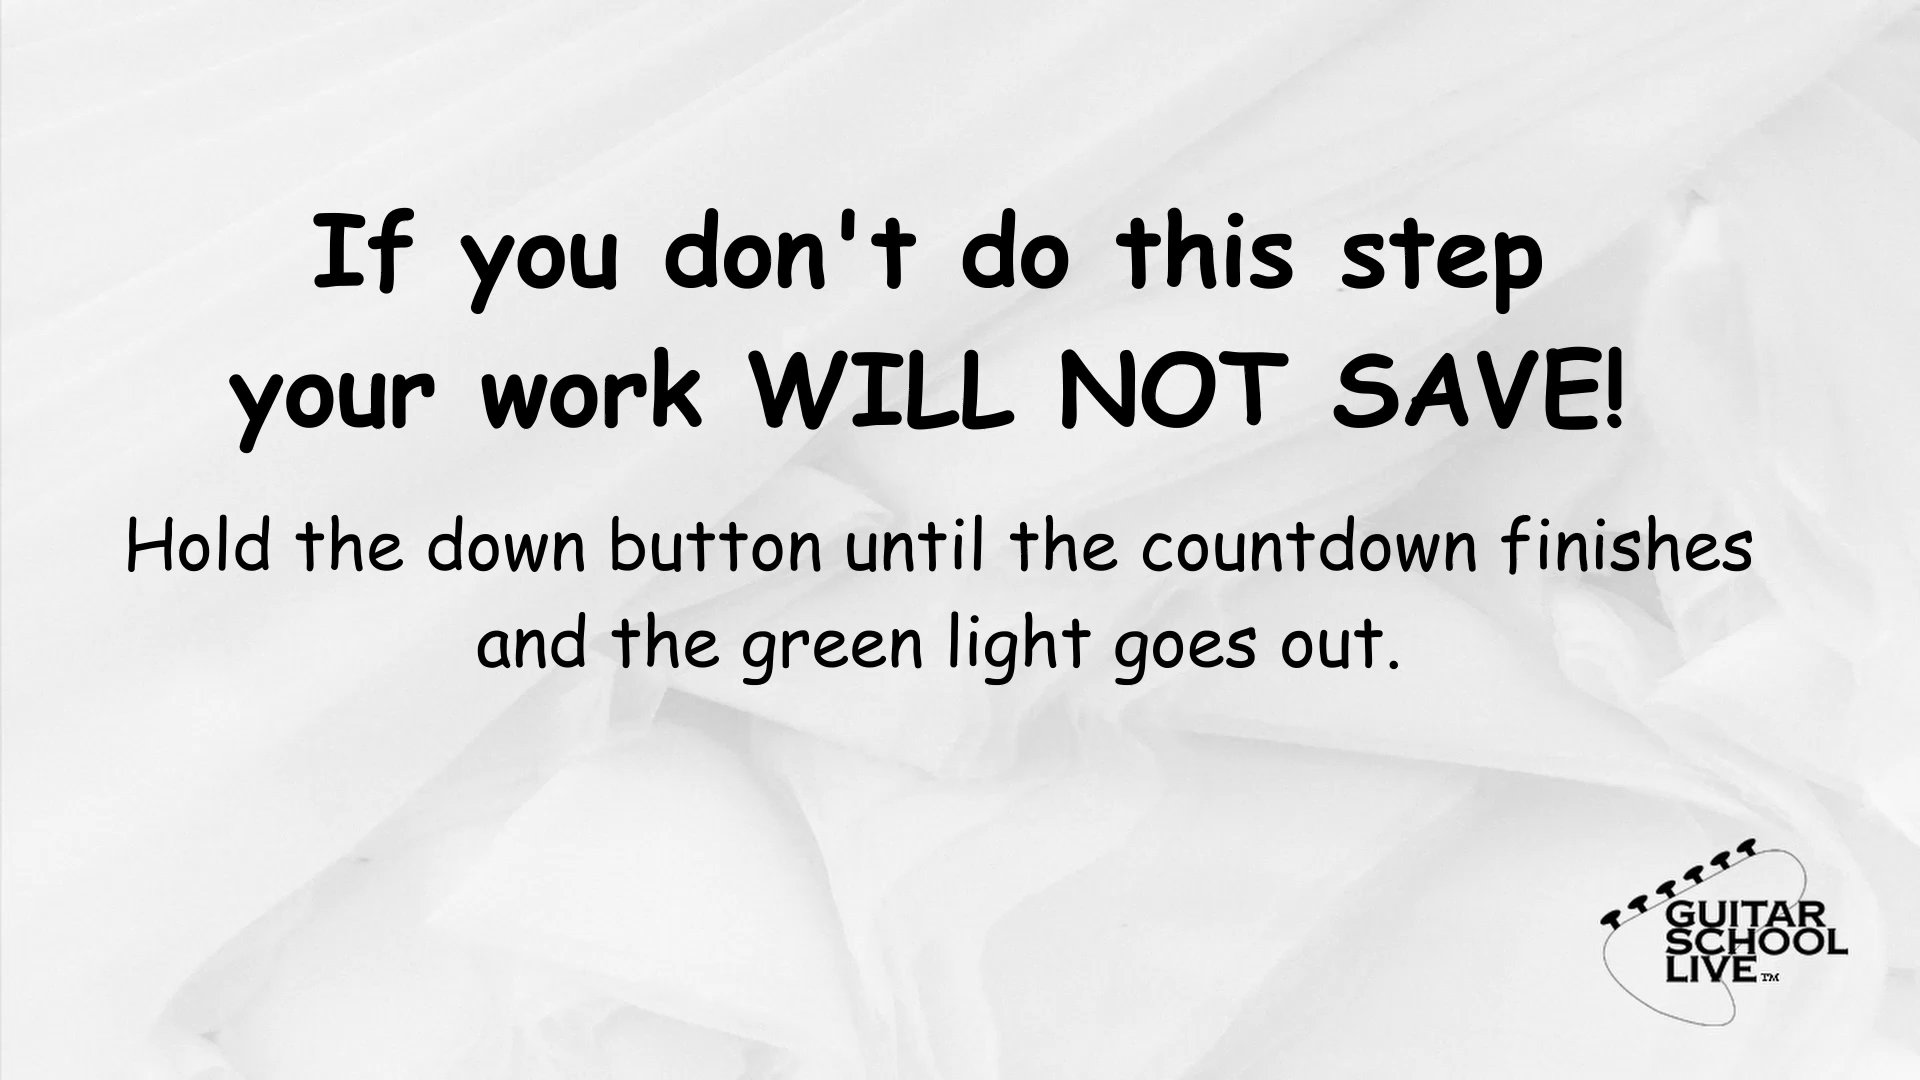 If you don't do this step
your work WILL NOT SAVE!
Hold the down button until the countdown finishes
and the green light goes out.
GUITAR
SCHOOL
LIVE™